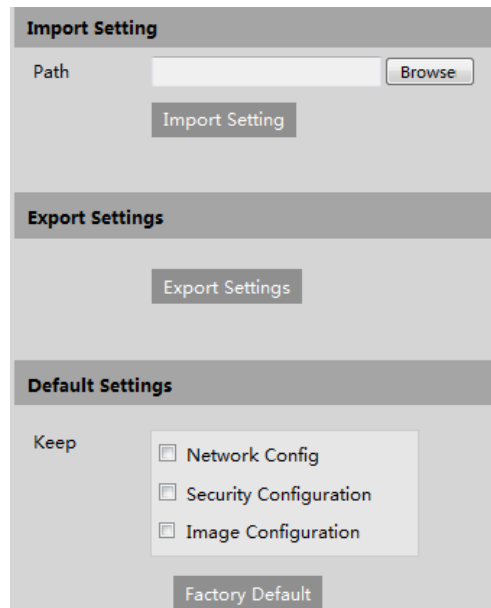 Import Setting
Path Browse
Import Setting
Export Settings
Export Settings
Default Settings
Keep
Network Config
Security Configuration
Image Configuration
Factory Default